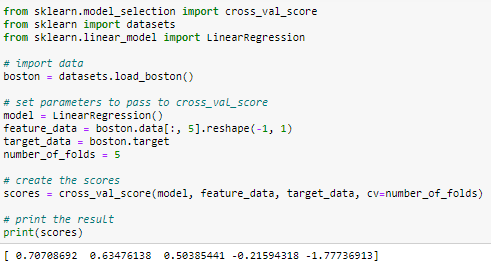 from sklearn.model_selection import cross_val_score
from sklearn import datasets
from sklearn.linear_model import LinearRegression
# import data
boston = datasets.load_boston()
# set parameters to pass to cross_val_score
model = LinearRegression()
feature_data = boston.data[:, 5].reshape(-1, 1)
target_data = boston.target
number_of_folds = 5
# create the scores
scores = cross_val_score(model, feature_data, target_data, cv=number_of_folds)
# print the result
print(scores)
[ 0.70708692  0.63476138  0.50385441 -0.21594318 -1.77736913]